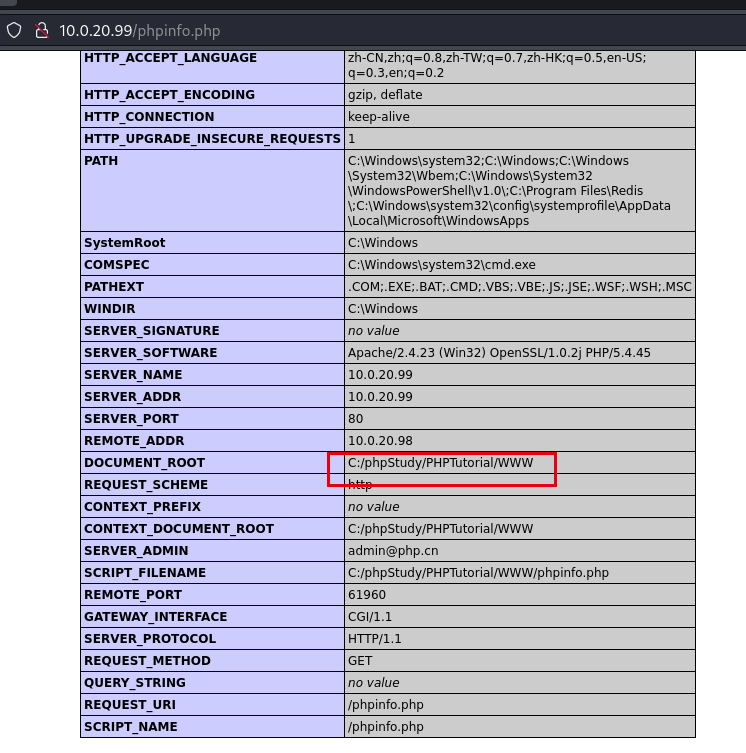 10.0.20.99/phpinfo.php
HTTP_ACCEPT_LANGUAGE zh-CN,zh;q=0.8,zh-TW;q=0.7,zh-HK;q=0.5,en-US;
q=0.3,en;q=0.2
HTTP_ACCEPT_ENCODING gzip, deflate
HTTP_CONNECTION keep-alive
HTTP_UPGRADE_INSECURE_REQUESTS 1
PATH C:\Windows\system32;C:\Windows;C:\Windows
\System32\Wbem;C:\Windows\System32
\WindowsPowerShell\v1.0\;C:\Program Files\Redis
\;C:\Windows\system32\config\systemprofile\AppData
\Local\Microsoft\WindowsApps
SystemRoot C:\Windows
COMSPEC C:\Windows\system32\cmd.exe
PATHEXT .COM;.EXE;.BAT;.CMD;.VBS;.VBE;.JS;.JSE;.WSF;.WSH;.MSC
WINDIR C:\Windows
SERVER_SIGNATURE no value
SERVER_SOFTWARE Apache/2.4.23 (Win32) OpenSSL/1.0.2j PHP/5.4.45
SERVER_NAME 10.0.20.99
SERVER_ADDR 10.0.20.99
SERVER_PORT 80
REMOTE_ADDR 10.0.20.98
DOCUMENT_ROOT C:/phpStudy/PHPTutorial/WWW
REQUEST_SCHEME http
CONTEXT_PREFIX no value
CONTEXT_DOCUMENT_ROOT C:/phpStudy/PHPTutorial/WWW
SERVER_ADMIN admin@php.cn
SCRIPT_FILENAME C:/phpStudy/PHPTutorial/WWW/phpinfo.php
REMOTE_PORT 61960
GATEWAY_INTERFACE CGI/1.1
SERVER_PROTOCOL HTTP/1.1
REQUEST_METHOD GET
QUERY_STRING no value
REQUEST_URI /phpinfo.php
SCRIPT_NAME /phpinfo.php